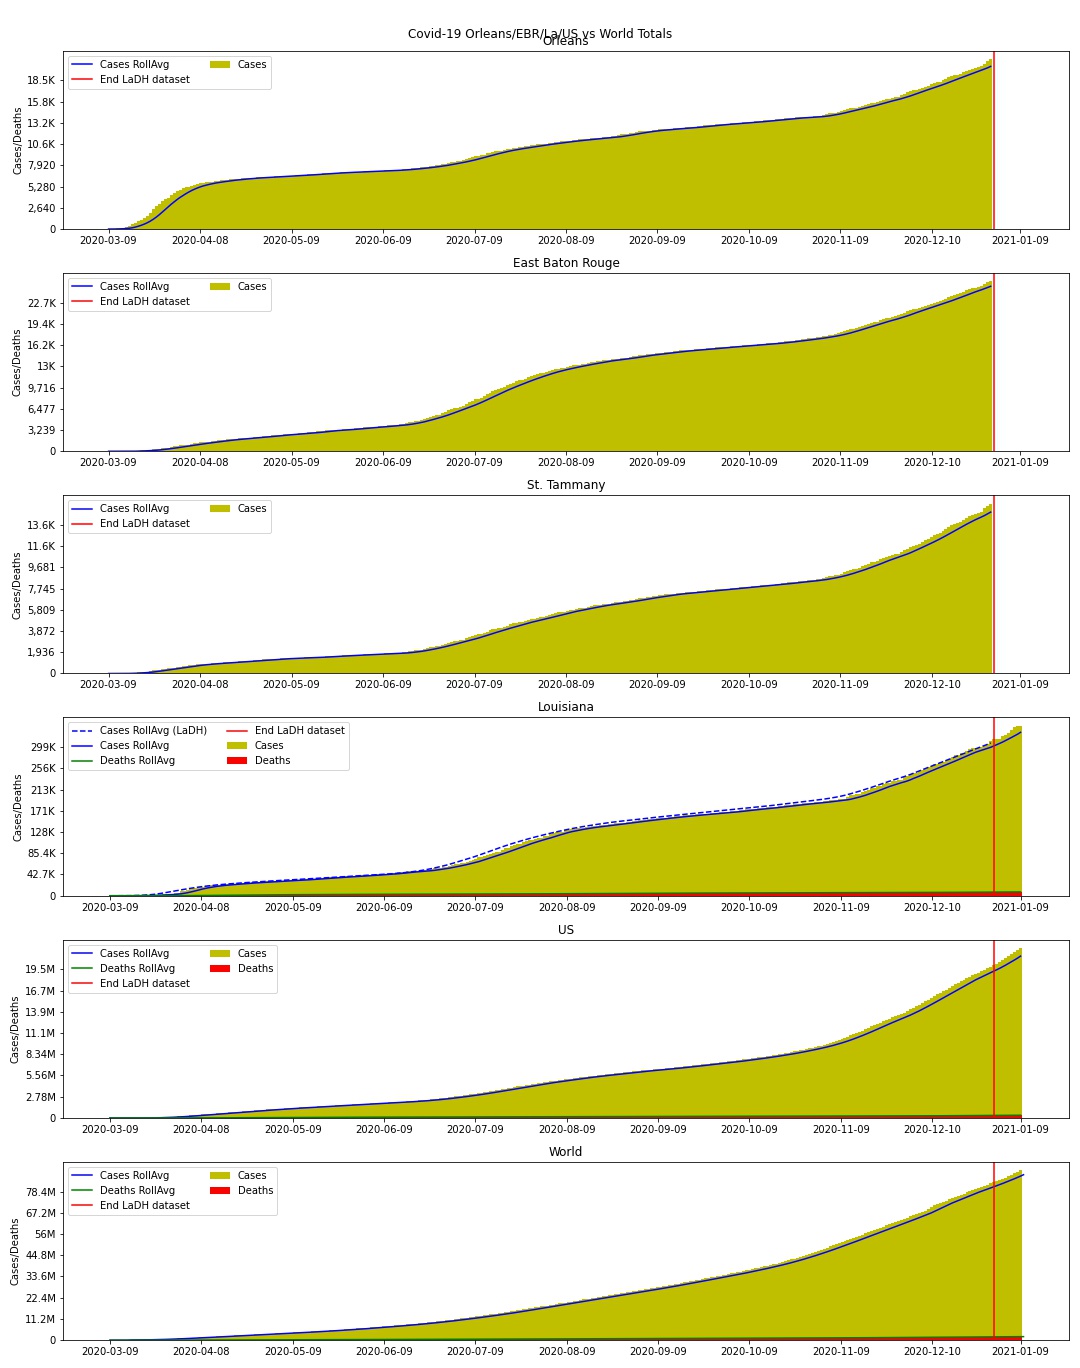 Covid-19 Orleans/EBR/La/US vs World Totals
Orleans
Cases RollAvg
Cases
End LaDH dataset
Cases/Deaths
18.5K
15.8K
13.2K
10.6K
7,920
5,280
2,640
0
2020-03-09 2020-04-08 2020-05-09 2020-06-09 2020-07-09 2020-08-09 2020-09-09 2020-10-09 2020-11-09 2020-12-10 2021-01-09
East Baton Rouge
Cases RollAvg
Cases
End LaDH dataset
Cases/Deaths
22.7K
19.4K
16.2K
13K
9,716
6,477
3,239
0
2020-03-09 2020-04-08 2020-05-09 2020-06-09 2020-07-09 2020-08-09 2020-09-09 2020-10-09 2020-11-09 2020-12-10 2021-01-09
St. Tammany
Cases RollAvg
Cases
End LaDH dataset
Cases/Deaths
13.6K
11.6K
9,681
7,745
5,809
3,872
1,936
0
2020-03-09 2020-04-08 2020-05-09 2020-06-09 2020-07-09 2020-08-09 2020-09-09 2020-10-09 2020-11-09 2020-12-10 2021-01-09
Louisiana
Cases RollAvg (LaDH)
End LaDH dataset
Cases RollAvg
Cases
Deaths RollAvg
Deaths
Cases/Deaths
299K
256K
213K
171K
128K
85.4K
42.7K
0
2020-03-09 2020-04-08 2020-05-09 2020-06-09 2020-07-09 2020-08-09 2020-09-09 2020-10-09 2020-11-09 2020-12-10 2021-01-09
US
Cases RollAvg
Cases
Deaths RollAvg
Deaths
End LaDH dataset
Cases/Deaths
19.5M
16.7M
13.9M
11.1M
8.34M
5.56M
2.78M
0
2020-03-09 2020-04-08 2020-05-09 2020-06-09 2020-07-09 2020-08-09 2020-09-09 2020-10-09 2020-11-09 2020-12-10 2021-01-09
World
Cases RollAvg
Cases
Deaths RollAvg
Deaths
End LaDH dataset
Cases/Deaths
78.4M
67.2M
56M
44.8M
33.6M
22.4M
11.2M
0
2020-03-09 2020-04-08 2020-05-09 2020-06-09 2020-07-09 2020-08-09 2020-09-09 2020-10-09 2020-11-09 2020-12-10 2021-01-09